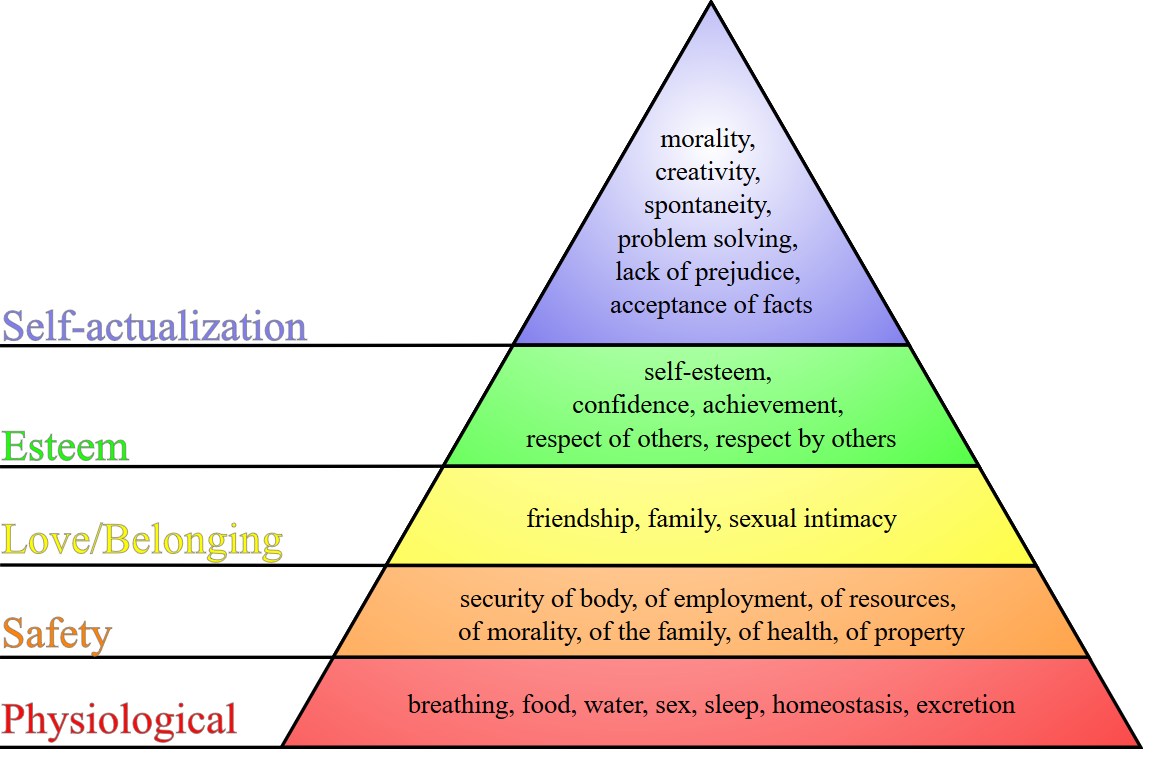 morality,
creativity,
spontaneity,
problem solving,
lack of prejudice,
acceptance of facts
Self-actualization
self-esteem,
confidence, achievement,
respect of others, respect by others
Esteem
friendship, family, sexual intimacy
Love/Belonging
security of body, of employment, of resources,
of morality, of the family, of health, of property
Safety
breathing, food, water, sex, sleep, homeostasis, excretion
Physiological